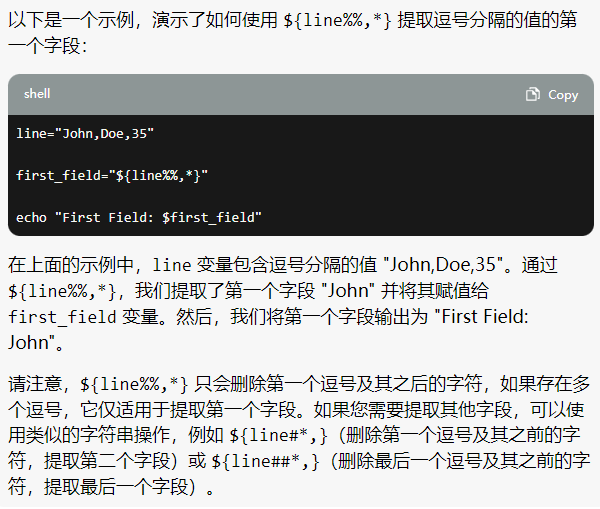 以下是一个示例，演示了如何使用 ${line%%,*} 提取逗号分隔的值的第
一个字段：
shell
Copy
line="John,Doe,35"
first_field="${line%%,*}"
echo "First Field: $first_field"
在上面的示例中，line 变量包含逗号分隔的值 "John,Doe,35"。通过
${line%%,*}，我们提取了第一个字段 "John" 并将其赋值给
first_field 变量。然后，我们将第一个字段输出为 "First Field:
John"。
请注意，${line%%,*} 只会删除第一个逗号及其之后的字符，如果存在多
个逗号，它仅适用于提取第一个字段。如果您需要提取其他字段，可以使
用类似的字符串操作，例如 ${line#*,}（删除第一个逗号及其之前的字
符，提取第二个字段）或 ${line##*,}（删除最后一个逗号及其之前的字
符，提取最后一个字段）。